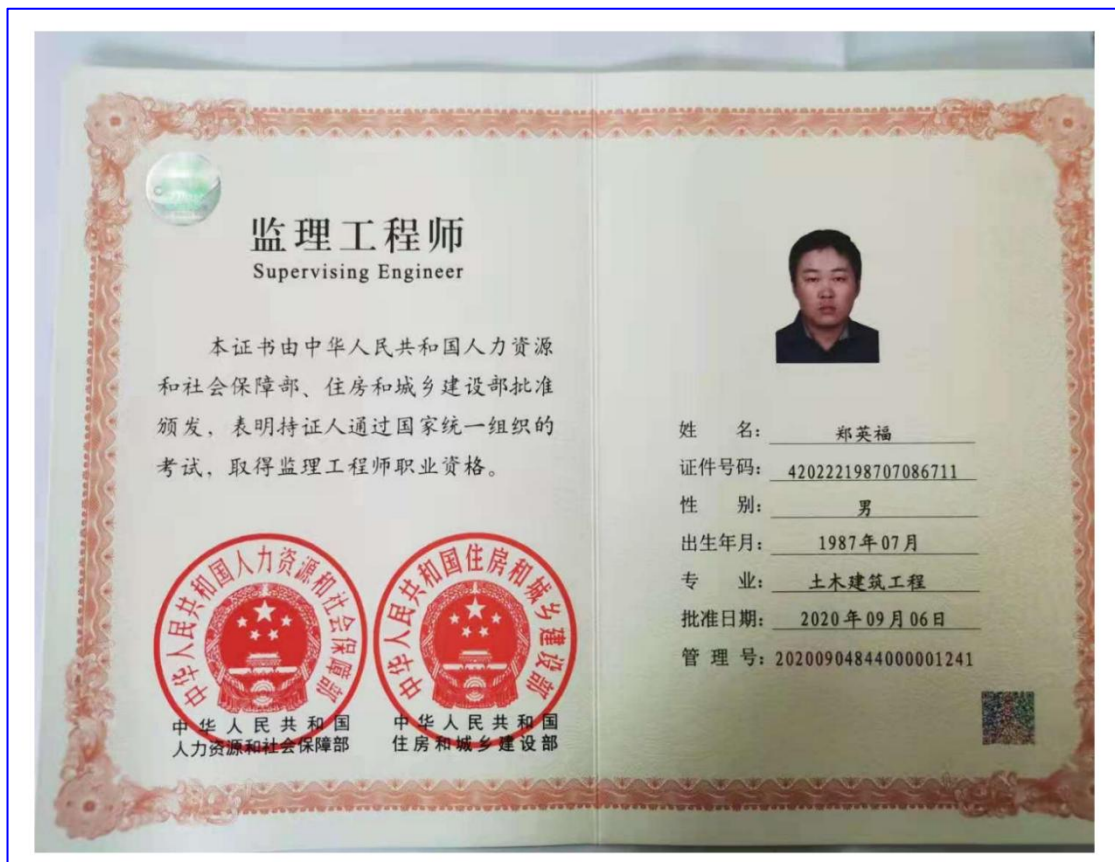 监理工程师
Supervising Engineer
本证书由中华人民共和国人力资源
和社会保障部、住房和城乡建设部批准
颁发，表明持证人通过国家统一组织的
考试，取得监理工程师职业资格。
中华人民共和国人力资源和社会保障部
中华人民共和国
人力资源和社会保障部
中华人民共和国住房和城乡建设部
中华人民共和国
住房和城乡建设部
姓 名： 郑英福
证件号码： 420222198707086711
性 别： 男
出生年月： 1987年07月
专 业： 土木建筑工程
批准日期： 2020年09月06日
管 理 号：20200904844000001241